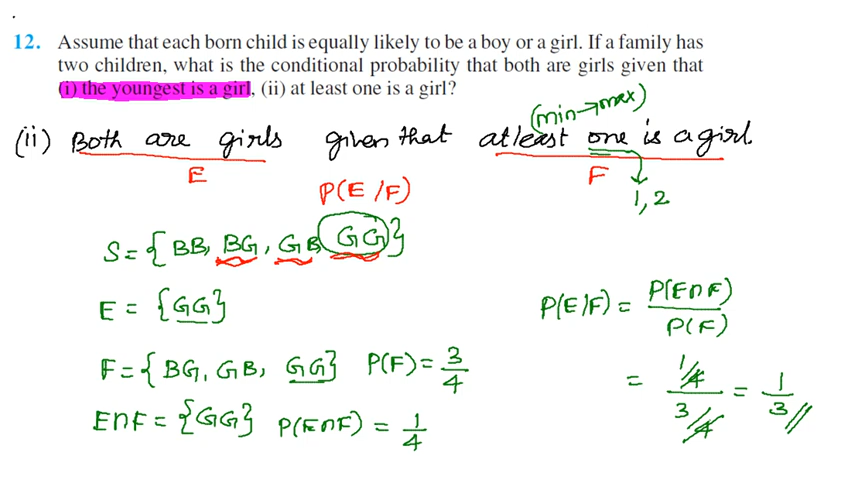 12. Assume that each born child is equally likely to be a boy or a girl. If a family has
two children, what is the conditional probability that both are girls given that
(i) the youngest is a girl, (ii) at least one is a girl?
(min→max)
(ii) Both are girls given that atleast one is a girl.
E F
P(E/F) 1, 2
S = { BB, BG, GB, GG }
E = { GG }
P(E/F) = P(E∩F) / P(F)
F = { BG, GB, GG } P(F) = 3/4
= 1/4 / 3/4 = 1/3 //
E∩F = { GG } P(E∩F) = 1/4